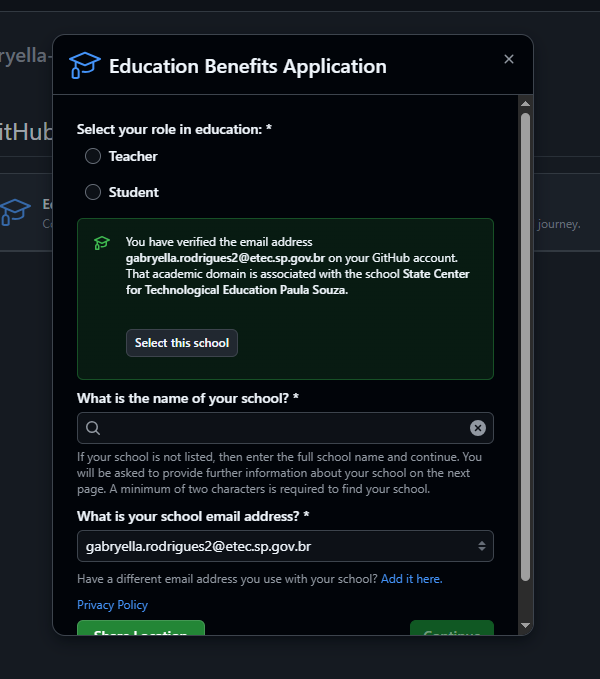 ryella-
Education Benefits Application
itHub
Select your role in education: *
Teacher
Student
journey.
You have verified the email address
gabryella.rodrigues2@etec.sp.gov.br on your GitHub account.
That academic domain is associated with the school State Center
for Technological Education Paula Souza.
Select this school
What is the name of your school? *
If your school is not listed, then enter the full school name and continue. You
will be asked to provide further information about your school on the next
page. A minimum of two characters is required to find your school.
What is your school email address? *
gabryella.rodrigues2@etec.sp.gov.br
Have a different email address you use with your school? Add it here.
Privacy Policy
Share Location
Continue